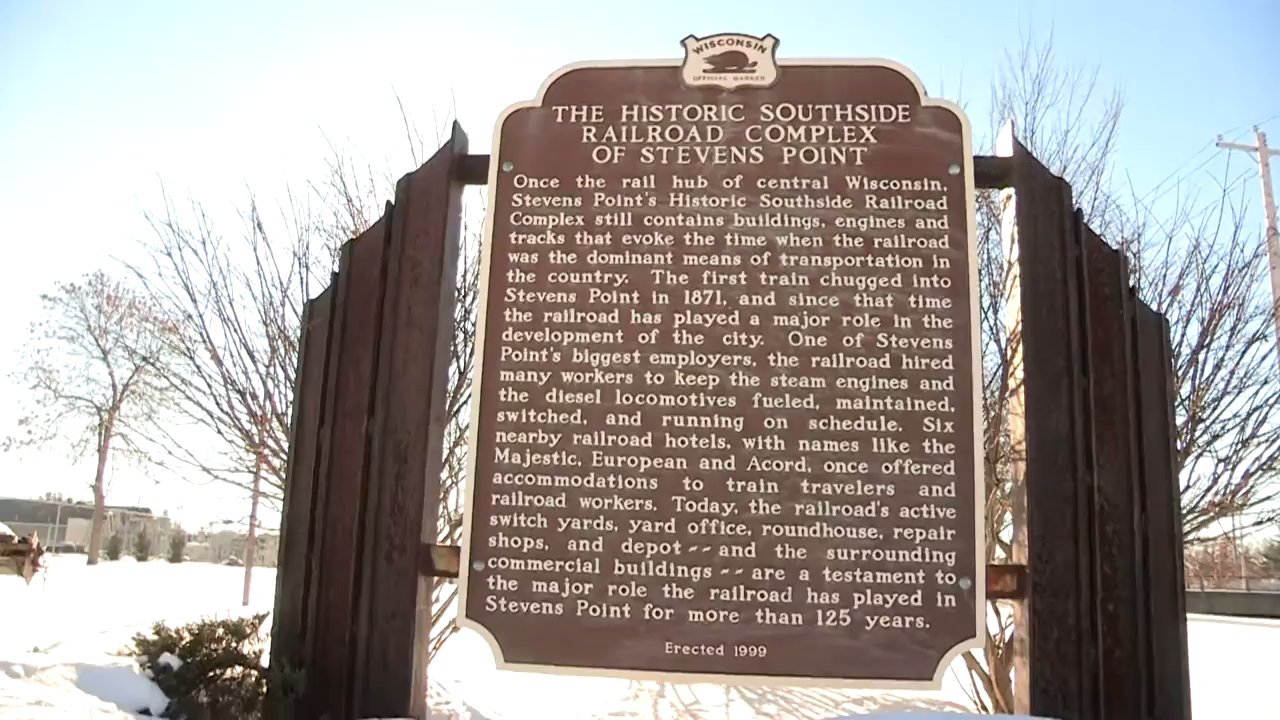 WISCONSIN
OFFICIAL MARKER
THE HISTORIC SOUTHSIDE
RAILROAD COMPLEX
OF STEVENS POINT
Once the rail hub of central Wisconsin,
Stevens Point's Historic Southside Railroad
Complex still contains buildings, engines and
tracks that evoke the time when the railroad
was the dominant means of transportation in
the country. The first train chugged into
Stevens Point in 1871, and since that time
the railroad has played a major role in the
development of the city. One of Stevens
Point's biggest employers, the railroad hired
many workers to keep the steam engines and
the diesel locomotives fueled, maintained,
switched, and running on schedule. Six
nearby railroad hotels, with names like the
Majestic, European and Acord, once offered
accommodations to train travelers and
railroad workers. Today, the railroad's active
switch yards, yard office, roundhouse, repair
shops, and depot -- and the surrounding
commercial buildings -- are a testament to
the major role the railroad has played in
Stevens Point for more than 125 years.
Erected 1999